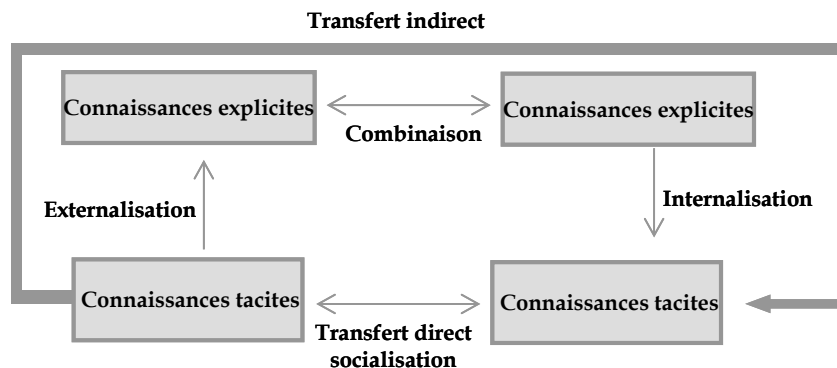 Transfert indirect
Connaissances explicites
Connaissances explicites
Combinaison
Externalisation
Internalisation
Connaissances tacites
Connaissances tacites
Transfert direct
socialisation